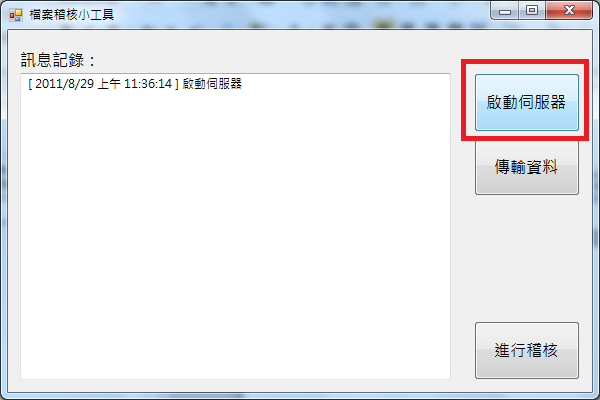 檔案稽核小工具
訊息記錄：
[ 2011/8/29 上午 11:36:14 ] 啟動伺服器
啟動伺服器
傳輸資料
進行稽核